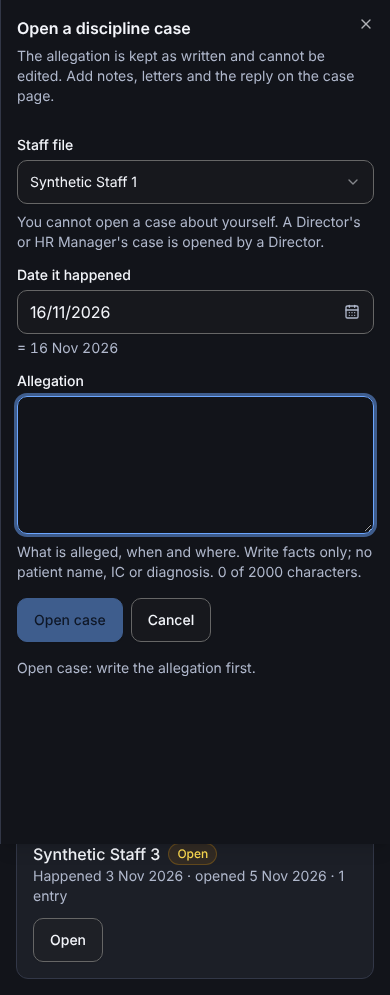 Open a discipline case
The allegation is kept as written and cannot be
edited. Add notes, letters and the reply on the case
page.
Staff file
Synthetic Staff 1
You cannot open a case about yourself. A Director's
or HR Manager's case is opened by a Director.
Date it happened
16/11/2026
= 16 Nov 2026
Allegation
What is alleged, when and where. Write facts only; no
patient name, IC or diagnosis. 0 of 2000 characters.
Open case
Cancel
Open case: write the allegation first.
Synthetic Staff 3
Open
Happened 3 Nov 2026 · opened 5 Nov 2026 · 1
entry
Open